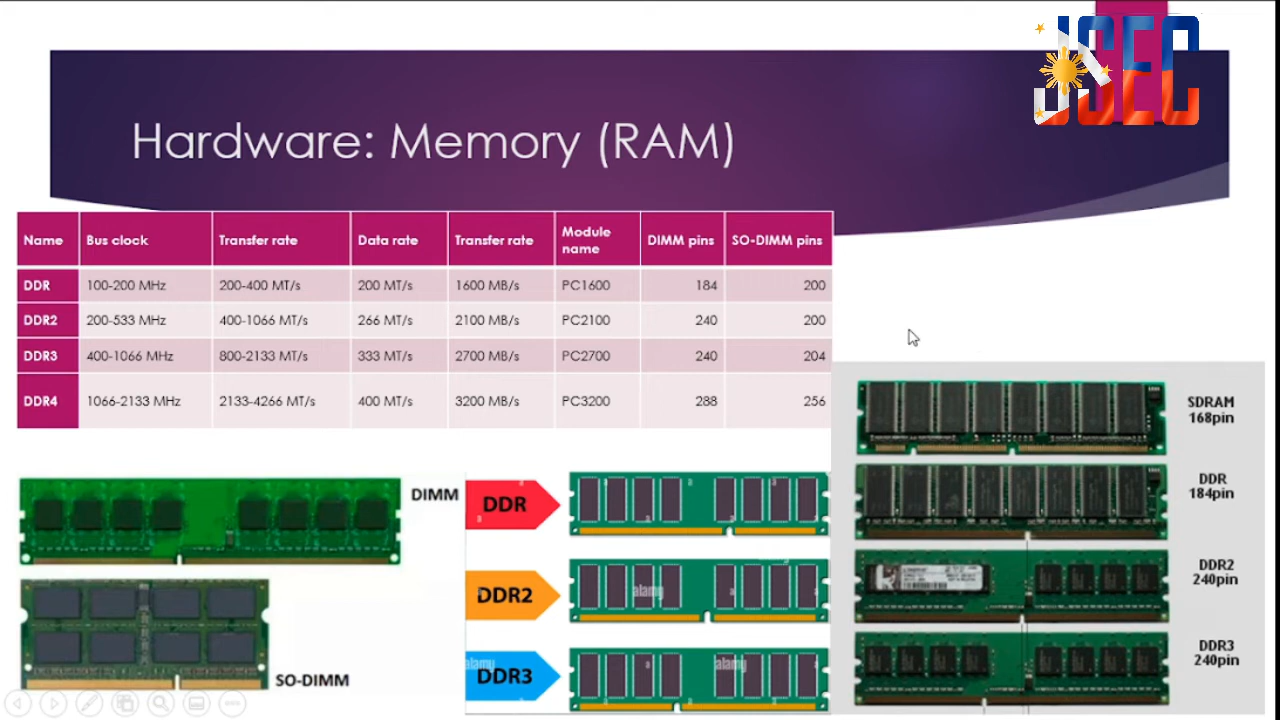 JSEC
Hardware: Memory (RAM)
Name Bus clock Transfer rate Data rate Transfer rate Module name DIMM pins SO-DIMM pins
DDR 100-200 MHz 200-400 MT/s 200 MT/s 1600 MB/s PC1600 184 200
DDR2 200-533 MHz 400-1066 MT/s 266 MT/s 2100 MB/s PC2100 240 200
DDR3 400-1066 MHz 800-2133 MT/s 333 MT/s 2700 MB/s PC2700 240 204
DDR4 1066-2133 MHz 2133-4266 MT/s 400 MT/s 3200 MB/s PC3200 288 256
DIMM
SO-DIMM
DDR
DDR2
alamy
DDR3
alamy
alamy
SDRAM
168pin
DDR
184pin
DDR2
240pin
DDR3
240pin